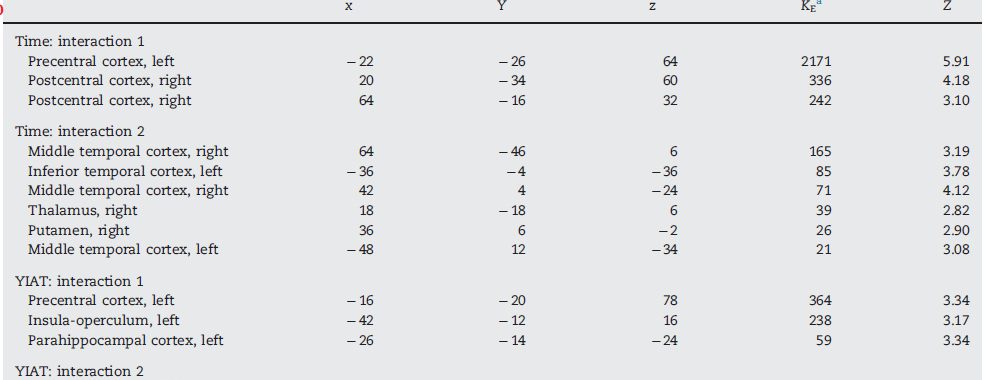 x Y z KEa Z
Time: interaction 1
Precentral cortex, left −22 −26 64 2171 5.91
Postcentral cortex, right 20 −34 60 336 4.18
Postcentral cortex, right 64 −16 32 242 3.10
Time: interaction 2
Middle temporal cortex, right 64 −46 6 165 3.19
Inferior temporal cortex, left −36 −4 −36 85 3.78
Middle temporal cortex, right 42 4 −24 71 4.12
Thalamus, right 18 −18 6 39 2.82
Putamen, right 36 6 −2 26 2.90
Middle temporal cortex, left −48 12 −34 21 3.08
YIAT: interaction 1
Precentral cortex, left −16 −20 78 364 3.34
Insula-operculum, left −42 −12 16 238 3.17
Parahippocampal cortex, left −26 −14 −24 59 3.34
YIAT: interaction 2